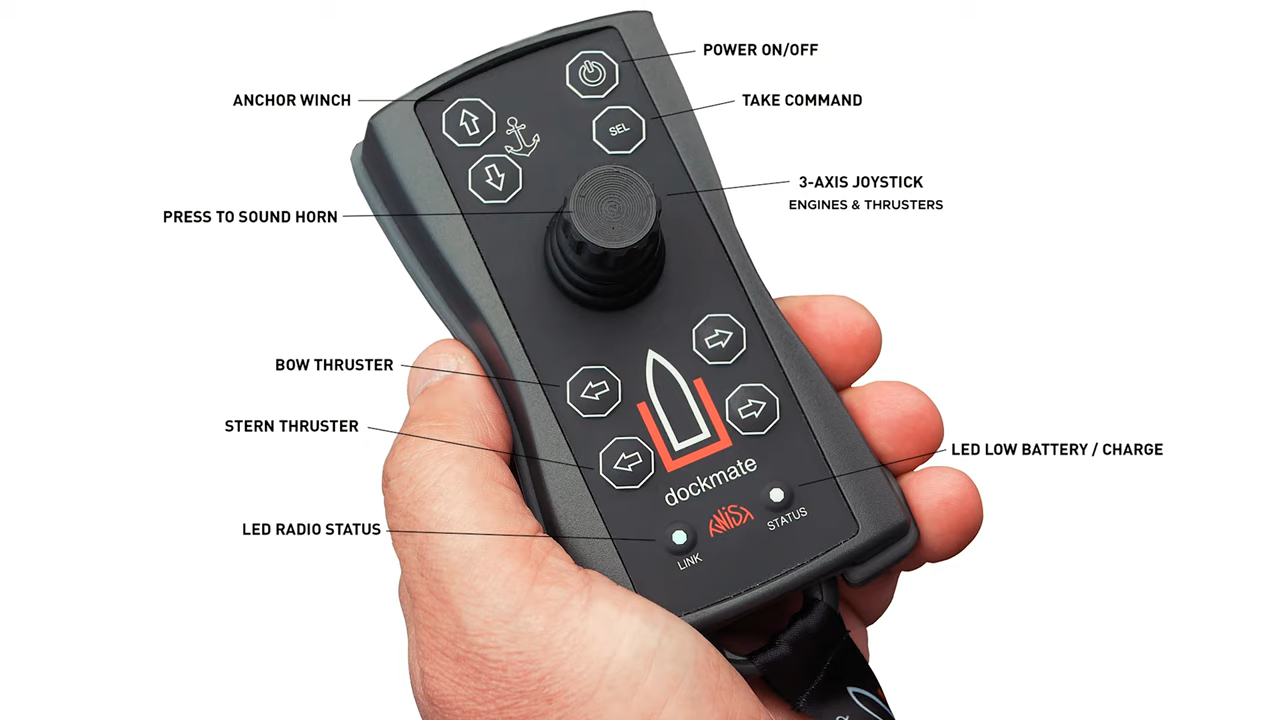 POWER ON/OFF
ANCHOR WINCH
TAKE COMMAND
SEL
3-AXIS JOYSTICK
ENGINES & THRUSTERS
PRESS TO SOUND HORN
BOW THRUSTER
STERN THRUSTER
LED LOW BATTERY / CHARGE
dockmate
TWIST
STATUS
LED RADIO STATUS
LINK